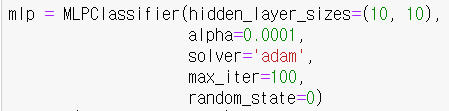 mlp = MLPClassifier(hidden_layer_sizes=(10, 10),
alpha=0.0001,
solver='adam',
max_iter=100,
random_state=0)